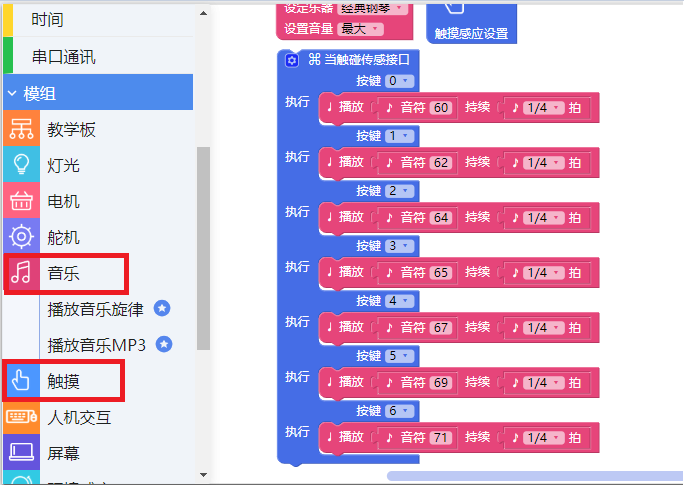 时间
串口通讯
模组
教学板
灯光
电机
舵机
音乐
播放音乐旋律
播放音乐MP3
触摸
人机交互
屏幕
设定乐器 经典钢琴
设置音量 最大
触摸感应设置
当触碰传感接口
按键 0
执行 播放 音符 60 持续 1/4 拍
按键 1
执行 播放 音符 62 持续 1/4 拍
按键 2
执行 播放 音符 64 持续 1/4 拍
按键 3
执行 播放 音符 65 持续 1/4 拍
按键 4
执行 播放 音符 67 持续 1/4 拍
按键 5
执行 播放 音符 69 持续 1/4 拍
按键 6
执行 播放 音符 71 持续 1/4 拍